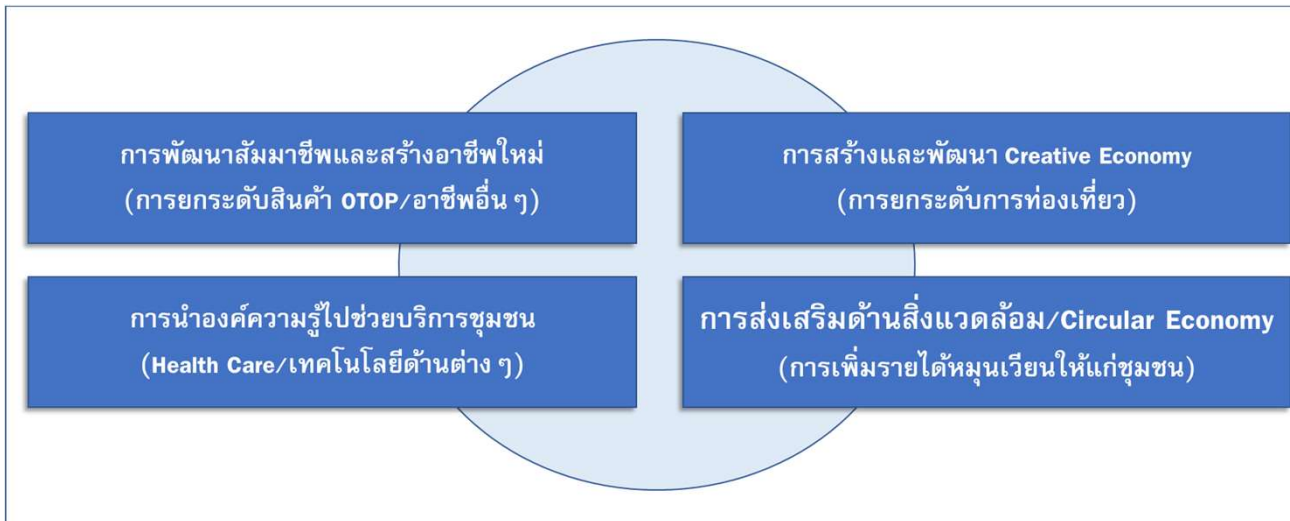 การพัฒนาสัมมาชีพและสร้างอาชีพใหม่
(การยกระดับสินค้า OTOP/อาชีพอื่น ๆ)
การสร้างและพัฒนา Creative Economy
(การยกระดับการท่องเที่ยว)
การนำองค์ความรู้ไปช่วยบริการชุมชน
(Health Care/เทคโนโลยีด้านต่าง ๆ)
การส่งเสริมด้านสิ่งแวดล้อม/Circular Economy
(การเพิ่มรายได้หมุนเวียนให้แก่ชุมชน)